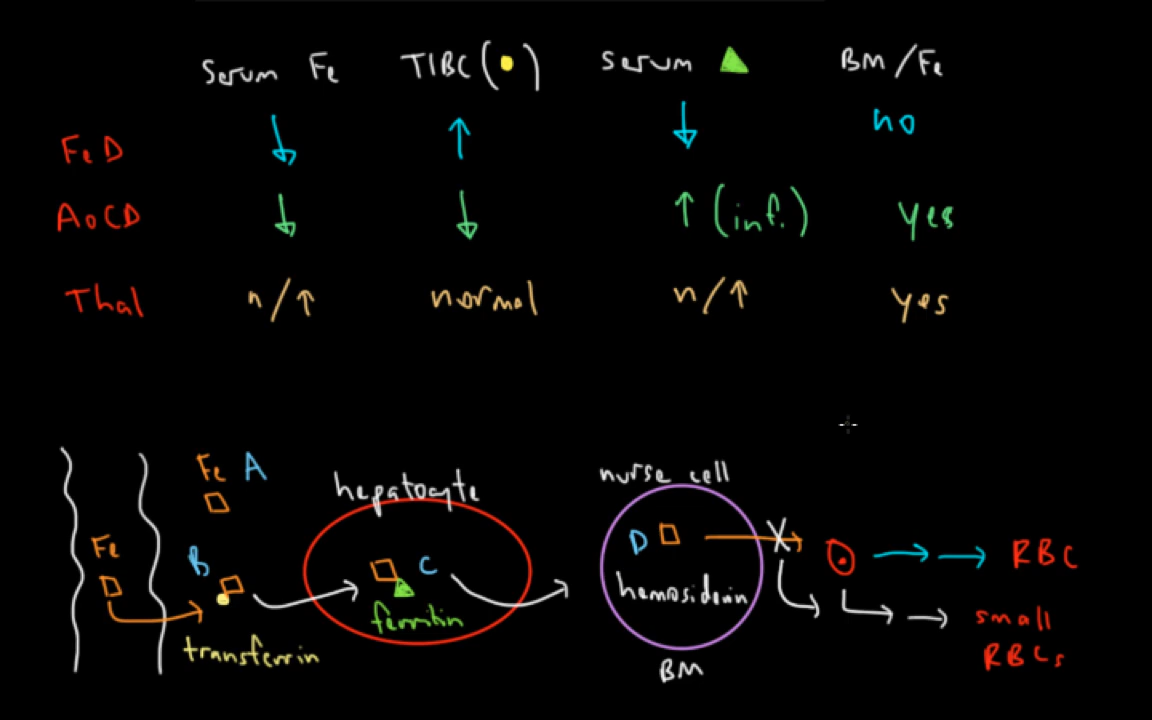 Serum Fe TIBC ( ) serum BM/Fe
FeD ↓ ↑ ↓ no
AoCD ↓ ↓ ↑ (inf.) yes
Thal n/↑ normal n/↑ yes
Fe A hepatocyte nurse cell
Fe B C D X RBC
ferritin hemosiderin small
transferrin BM RBCs